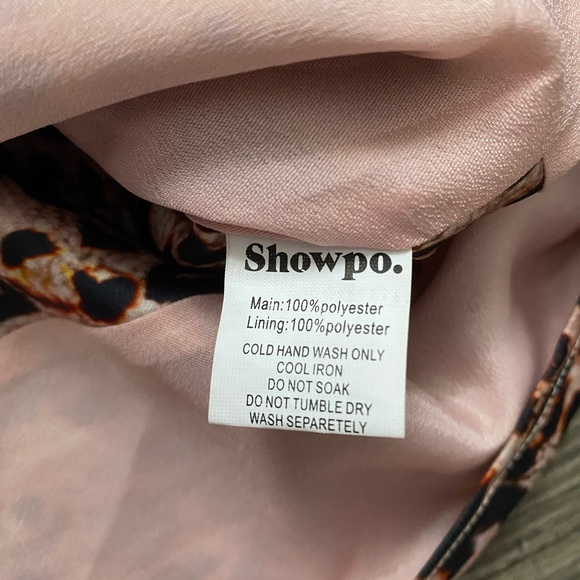 Showpo.
Main:100%polyester
Lining:100%polyester
COLD HAND WASH ONLY
COOL IRON
DO NOT SOAK
DO NOT TUMBLE DRY
WASH SEPARETELY